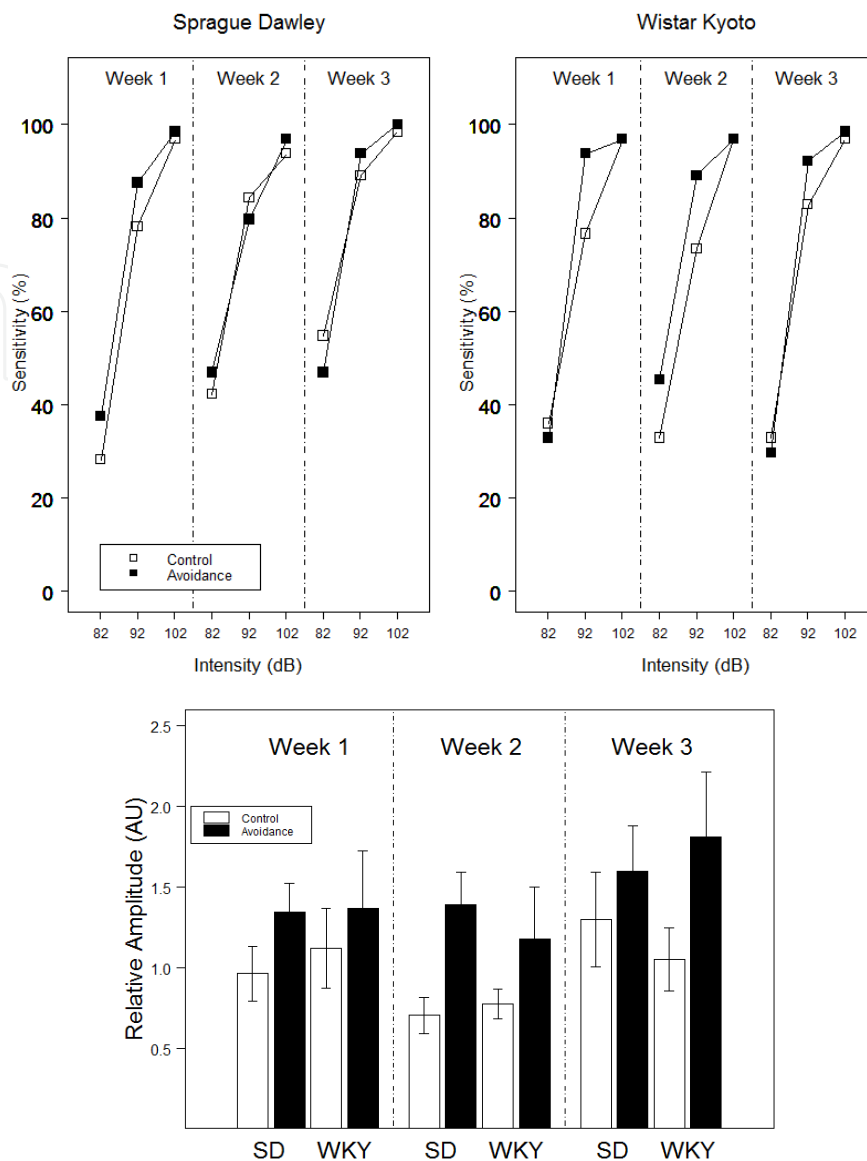 Sprague Dawley
Week 1 Week 2 Week 3
100
80
60
40
20
0
Sensitivity (%)
Control
Avoidance
82 92 102 82 92 102 82 92 102
Intensity (dB)
Wistar Kyoto
Week 1 Week 2 Week 3
100
80
60
40
20
0
Sensitivity (%)
82 92 102 82 92 102 82 92 102
Intensity (dB)
Week 1 Week 2 Week 3
2.5
2.0
1.5
1.0
0.5
Relative Amplitude (AU)
Control
Avoidance
SD WKY SD WKY SD WKY